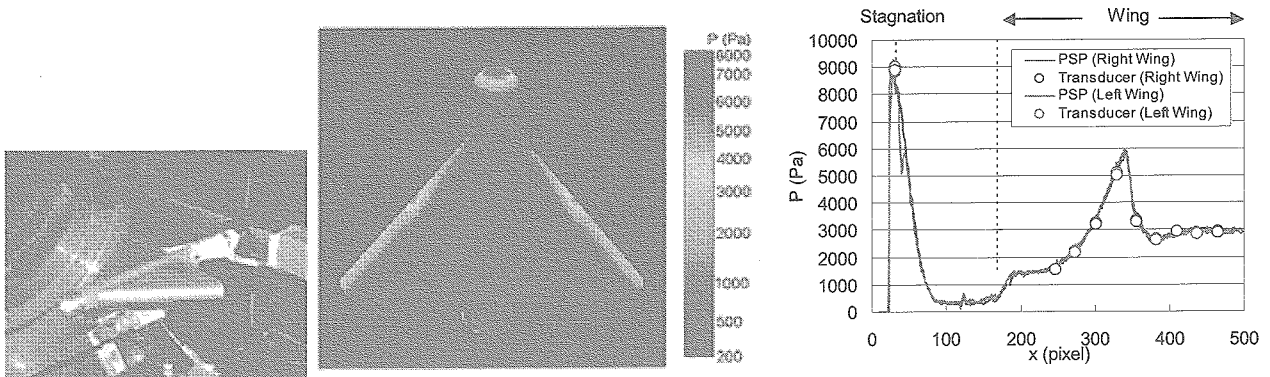 P (Pa)
8000
7000
6000
5000
4000
3000
2000
1000
500
200
Stagnation
Wing
10000
9000
8000
7000
6000
5000
4000
3000
2000
1000
0
P (Pa)
PSP (Right Wing)
Transducer (Right Wing)
PSP (Left Wing)
Transducer (Left Wing)
0 100 200 300 400 500
x (pixel)